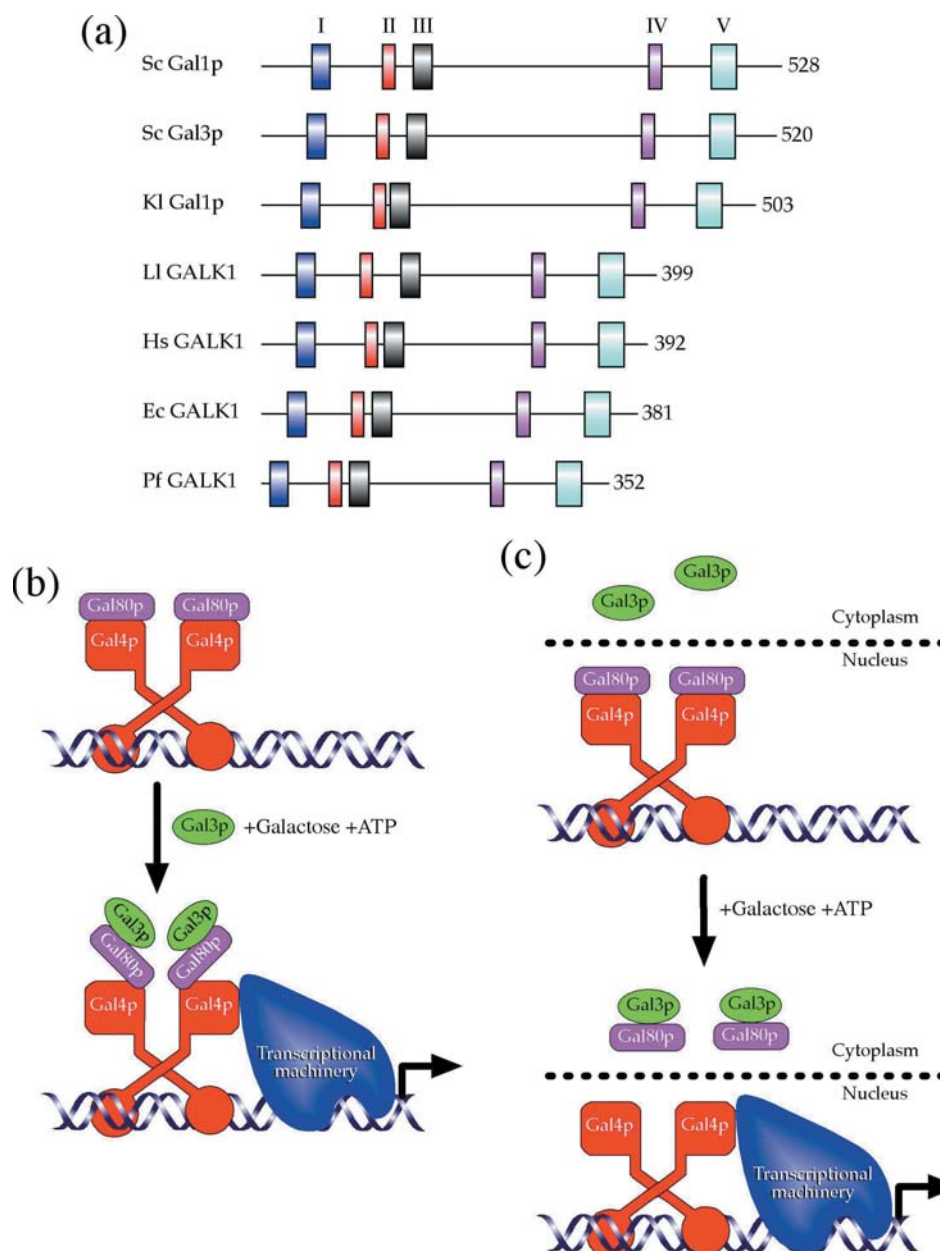 (a)
I II III IV V
Sc Gal1p 528
Sc Gal3p 520
Kl Gal1p 503
Ll GALK1 399
Hs GALK1 392
Ec GALK1 381
Pf GALK1 352
(b)
Gal80p Gal80p
Gal4p Gal4p
Gal3p +Galactose +ATP
Gal3p Gal3p
Gal80p Gal80p
Gal4p Gal4p
Transcriptional
machinery
(c)
Gal3p
Gal3p
Cytoplasm
Nucleus
Gal80p Gal80p
Gal4p Gal4p
+Galactose +ATP
Gal3p Gal3p
Gal80p Gal80p
Cytoplasm
Nucleus
Gal4p Gal4p
Transcriptional
machinery